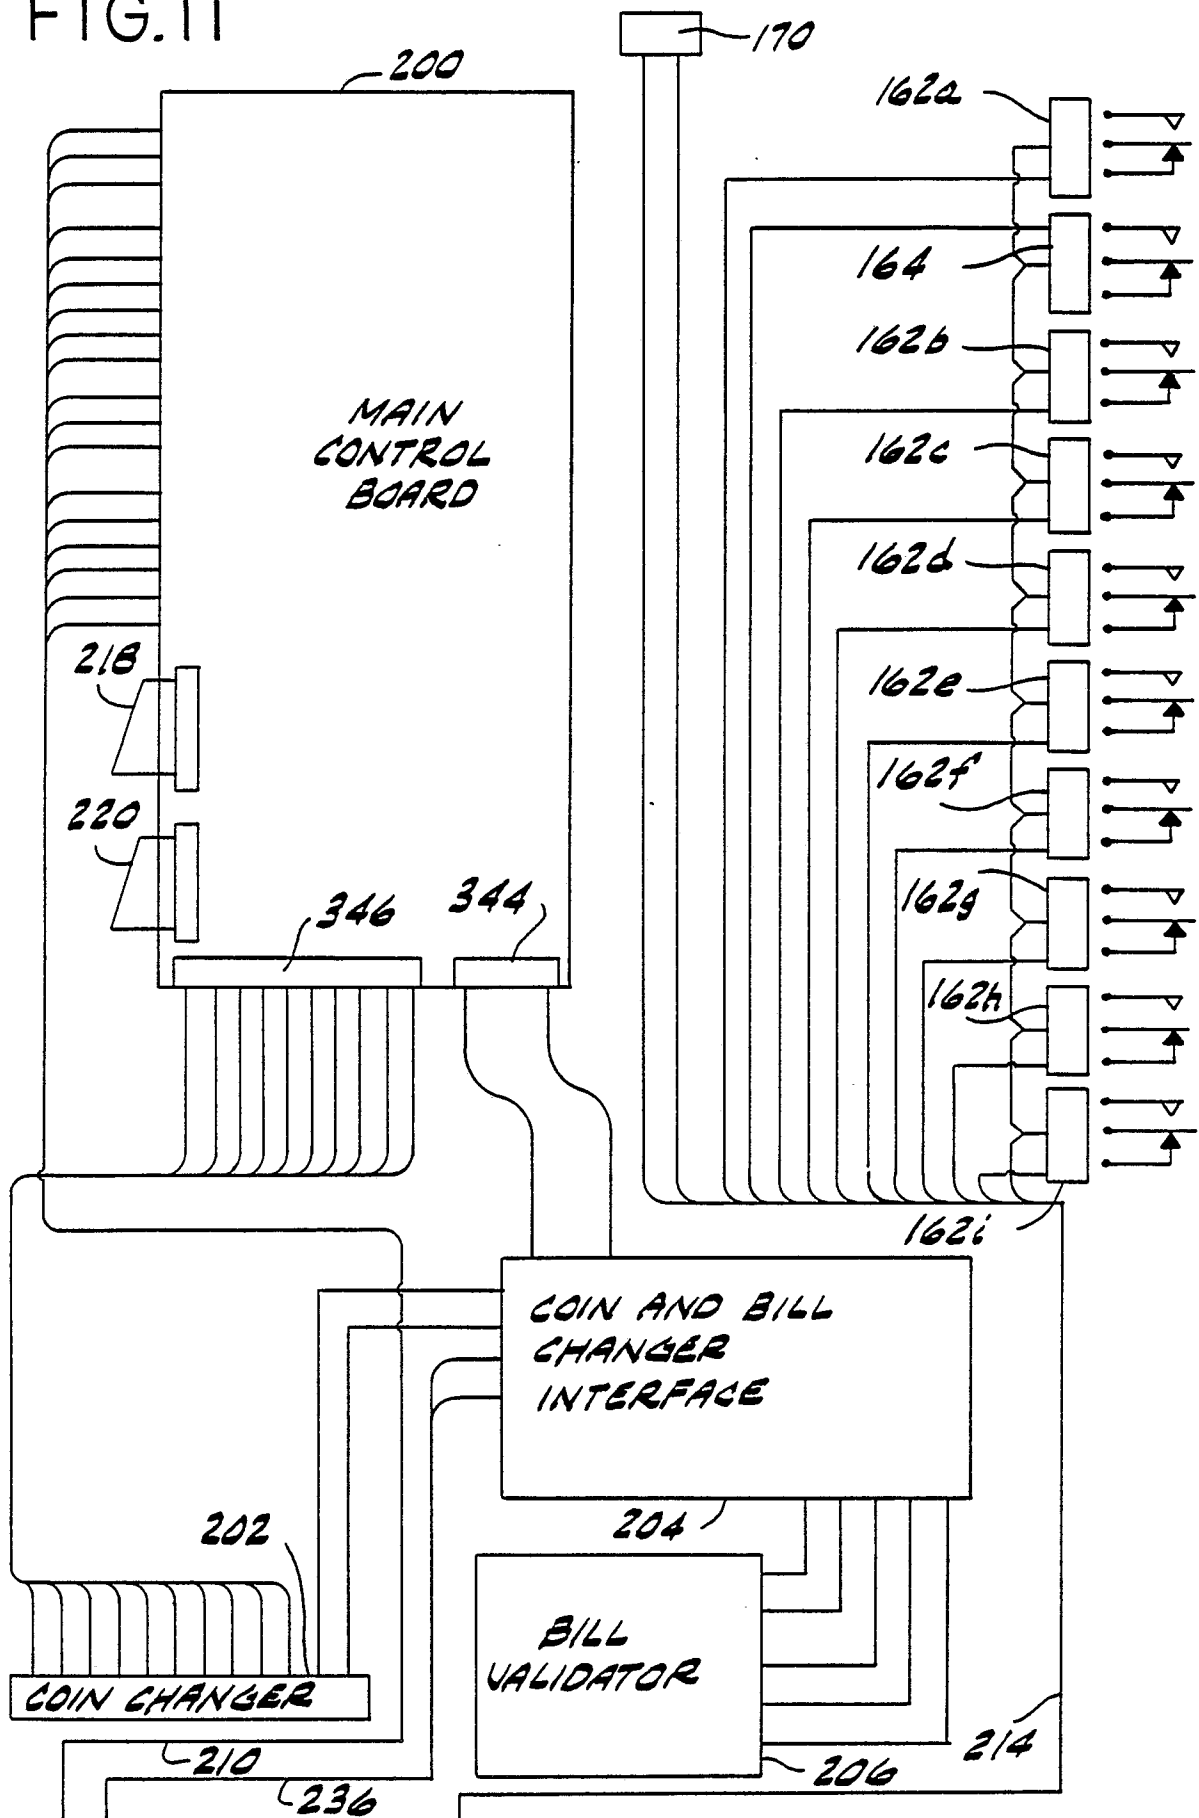 FIG. 11
170
200
162a
164
162b
MAIN
CONTROL
BOARD
162c
162d
218
162e
162f
220
346
344
162g
162h
162i
COIN AND BILL
CHANGER
INTERFACE
202
204
BILL
VALIDATOR
COIN CHANGER
210
206
214
236